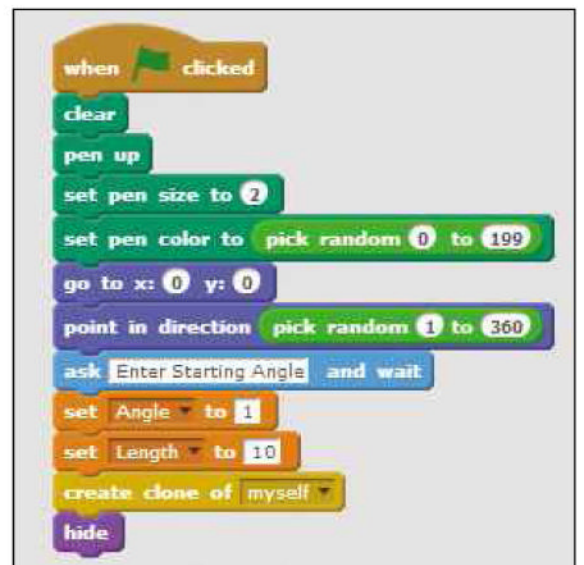 when clicked
clear
pen up
set pen size to 2
set pen color to pick random 0 to 199
go to x: 0 y: 0
point in direction pick random 1 to 360
ask Enter Starting Angle and wait
set Angle to 1
set Length to 10
create clone of myself
hide